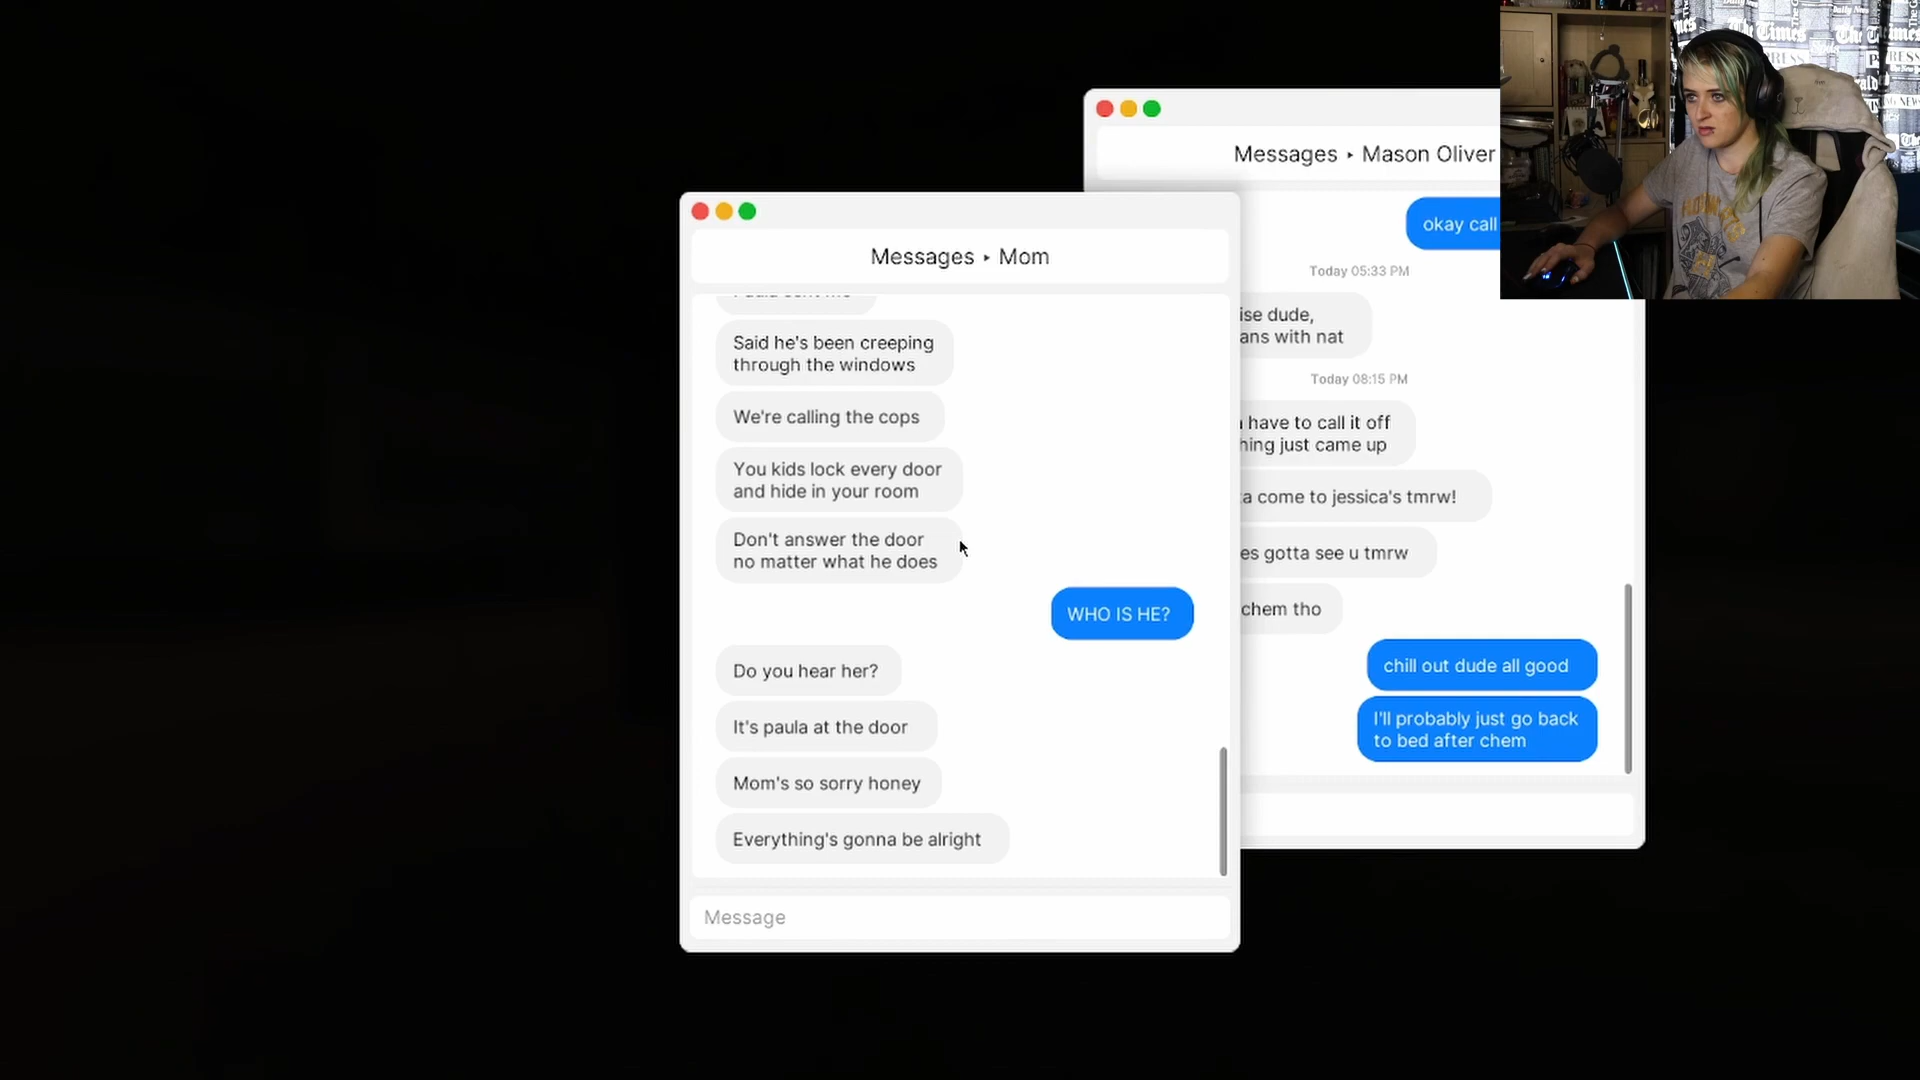 Messages ‣ Mason Oliver
okay call
Today 05:33 PM
ise dude,
ans with nat
Today 08:15 PM
have to call it off
hing just came up
a come to jessica's tmrw!
es gotta see u tmrw
chem tho
chill out dude all good
I'll probably just go back
to bed after chem
Messages ‣ Mom
Said he's been creeping
through the windows
We're calling the cops
You kids lock every door
and hide in your room
Don't answer the door
no matter what he does
WHO IS HE?
Do you hear her?
It's paula at the door
Mom's so sorry honey
Everything's gonna be alright
Message
The Times